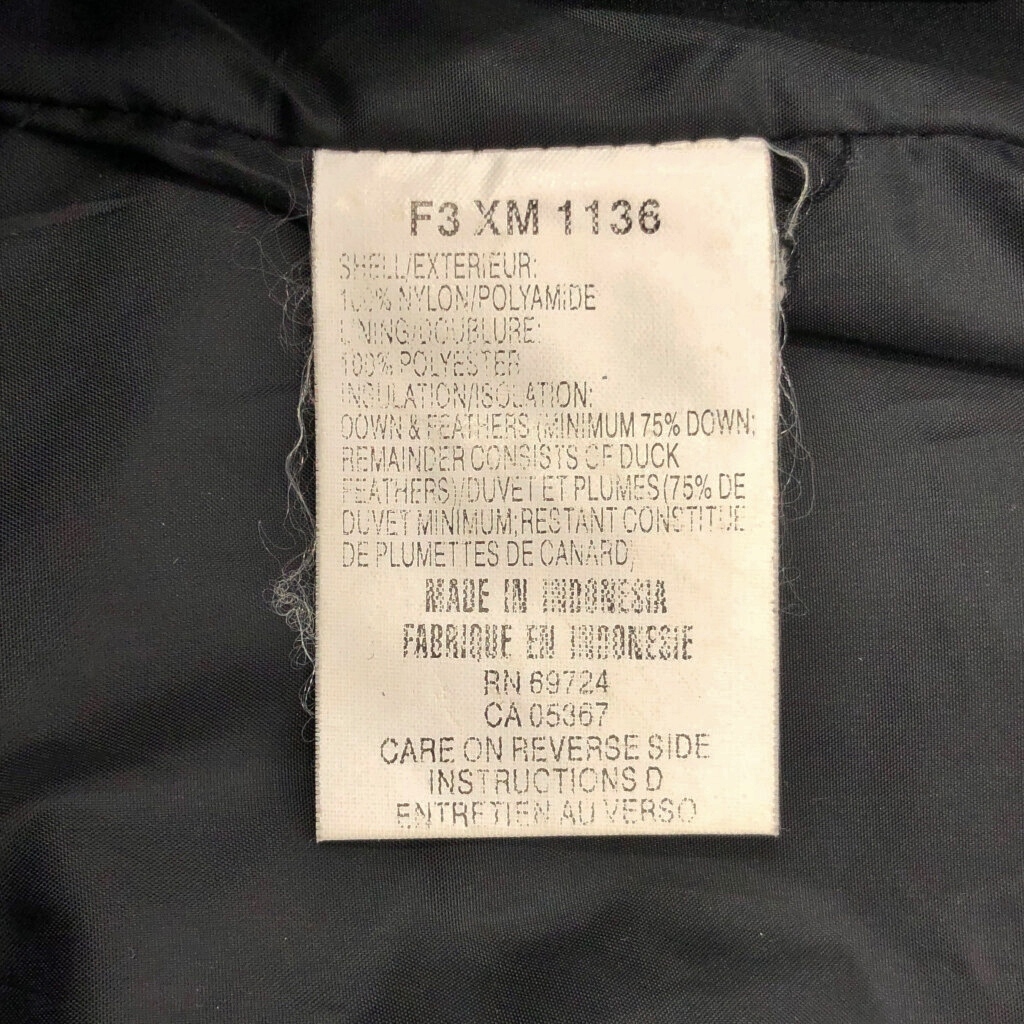 F3 XM 1136
SHELL/EXTERIEUR:
100% NYLON/POLYAMIDE
LINING/DOUBLURE:
100% POLYESTER
INSULATION/ISOLATION:
DOWN & FEATHERS (MINIMUM 75% DOWN;
REMAINDER CONSISTS OF DUCK
FEATHERS)/DUVET ET PLUMES(75% DE
DUVET MINIMUM;RESTANT CONSTITUE
DE PLUMETTES DE CANARD)
MADE IN INDONESIA
FABRIQUE EN INDONESIE
RN 69724
CA 05367
CARE ON REVERSE SIDE
INSTRUCTIONS D
ENTRETIEN AU VERSO